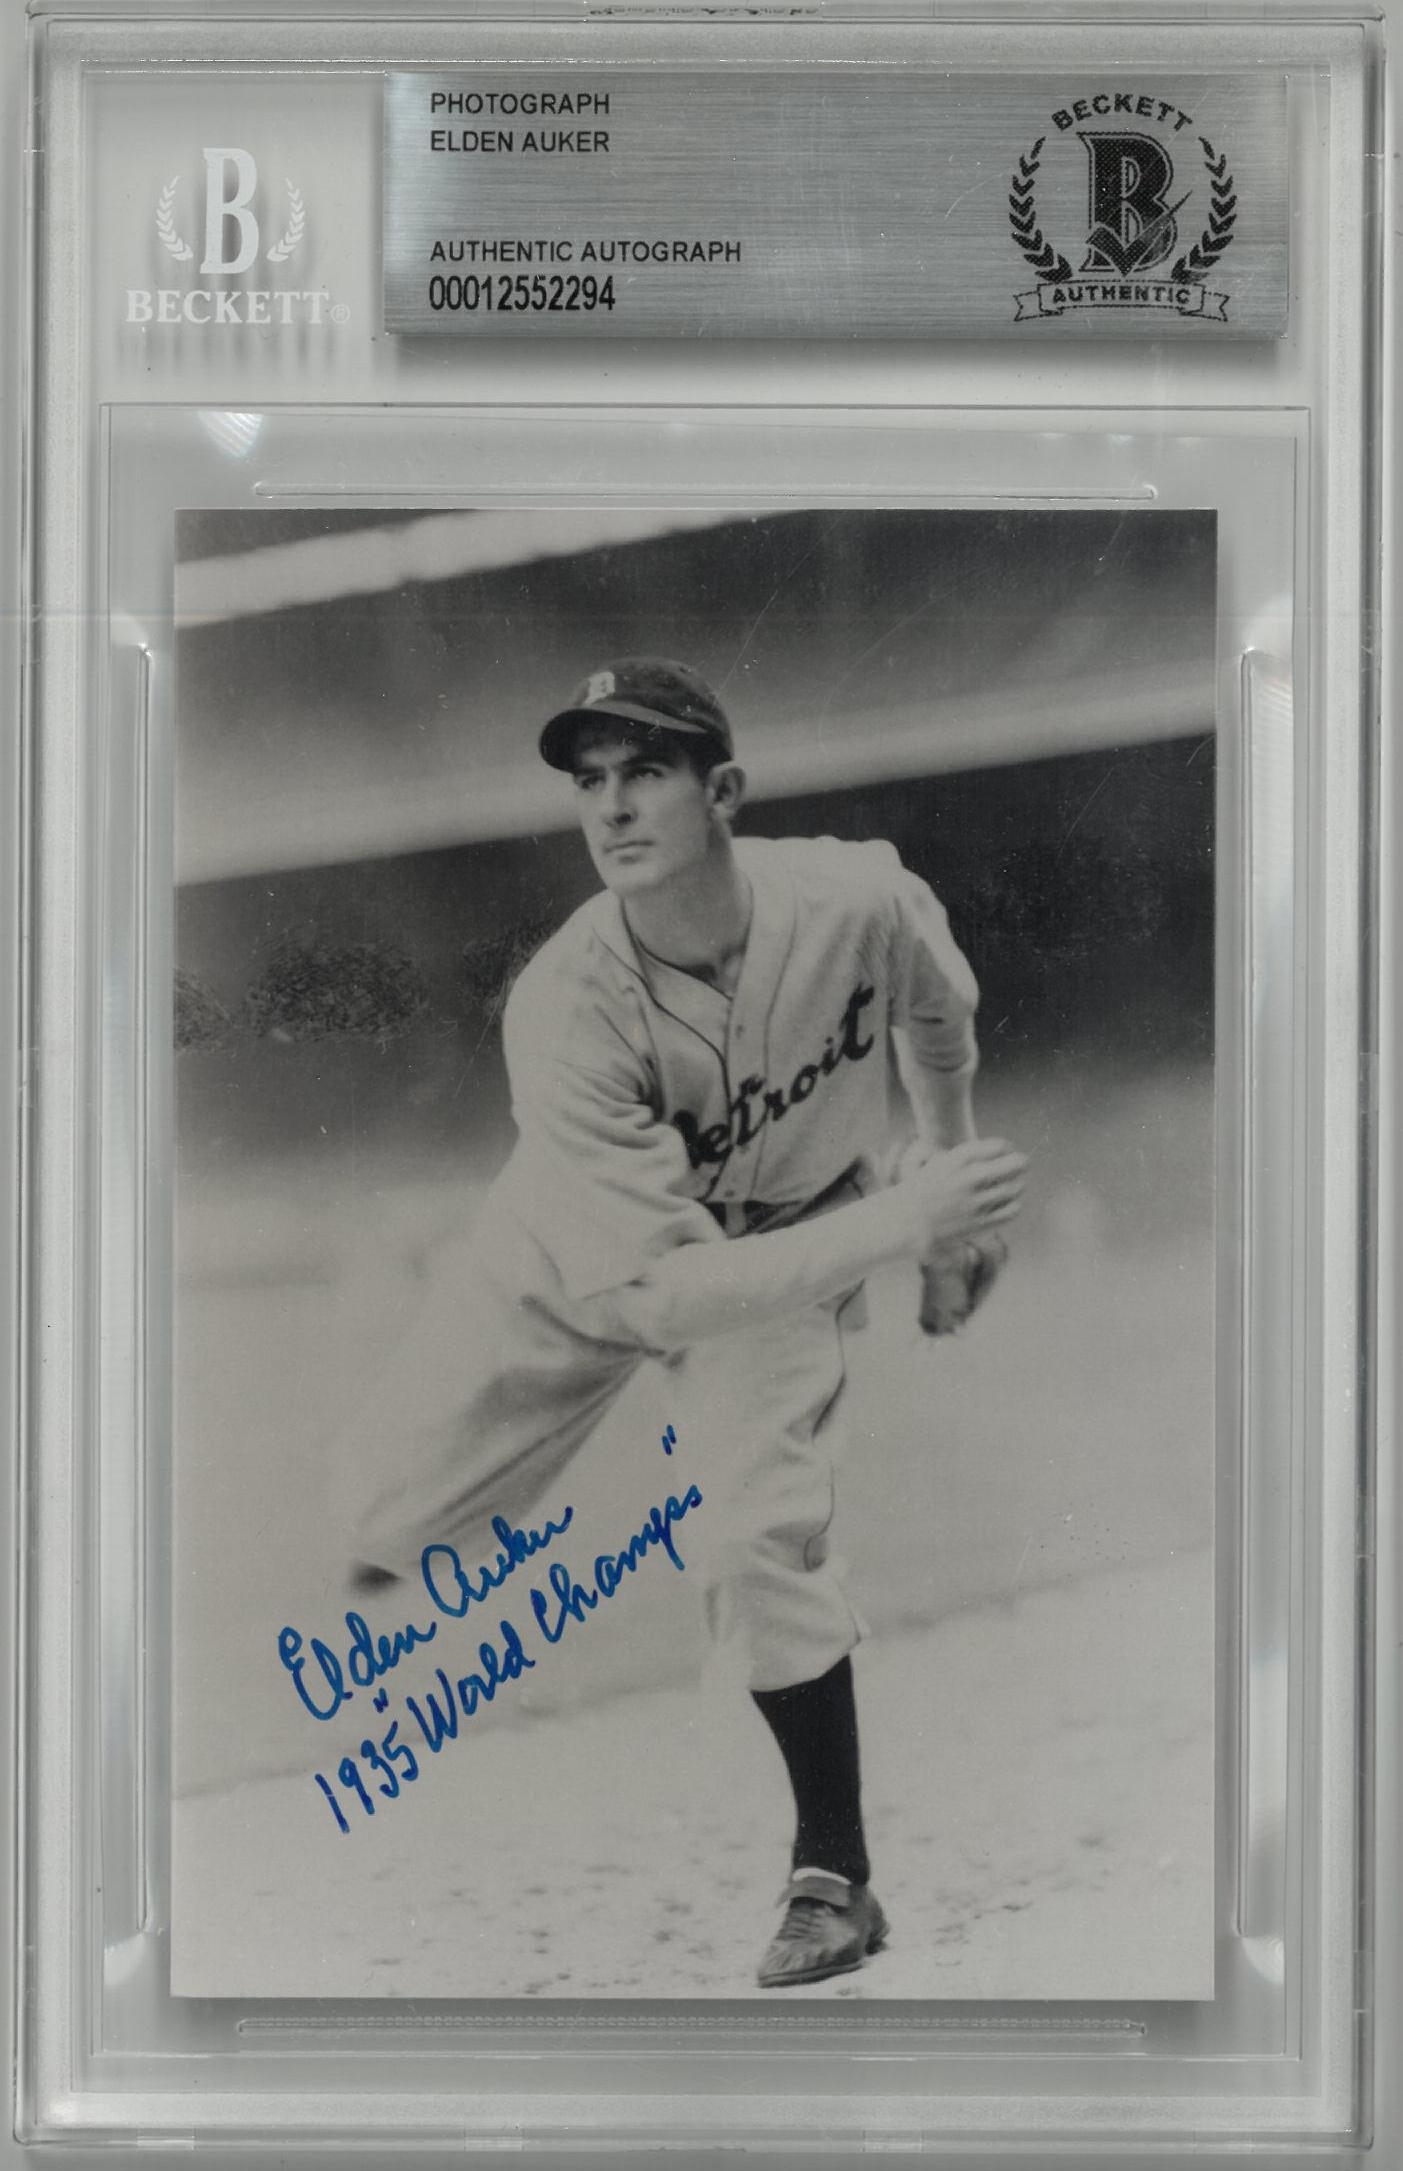 PHOTOGRAPH
ELDEN AUKER
AUTHENTIC AUTOGRAPH
00012552294
B
BECKETT®
BECKETT
B
AUTHENTIC
D
Detroit
Elden Auker
"1935 World Champs"